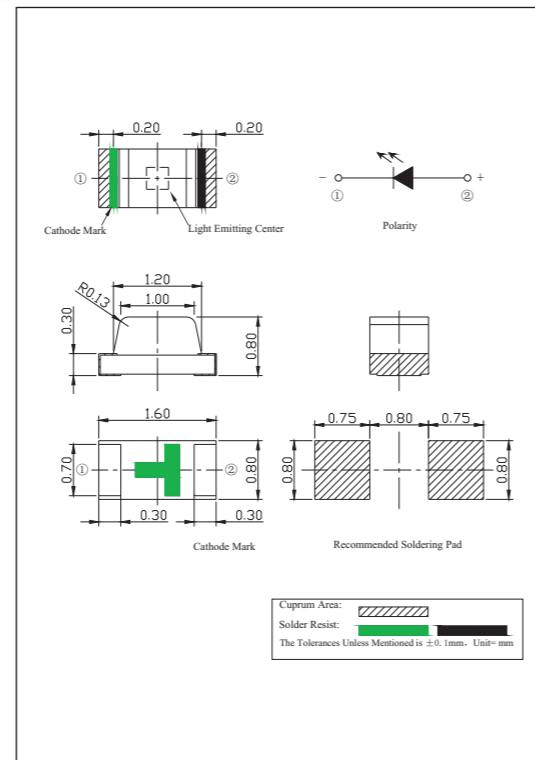 0.20 0.20
① ②
Cathode Mark Light Emitting Center
- +
① ②
Polarity
1.20
1.00
R0.13
0.30
0.80
1.60
0.70
① ②
0.80
0.30 0.30
Cathode Mark
0.75 0.80 0.75
0.80 0.80
Recommended Soldering Pad
Cuprum Area:
Solder Resist:
The Tolerances Unless Mentioned is ±0.1mm, Unit= mm